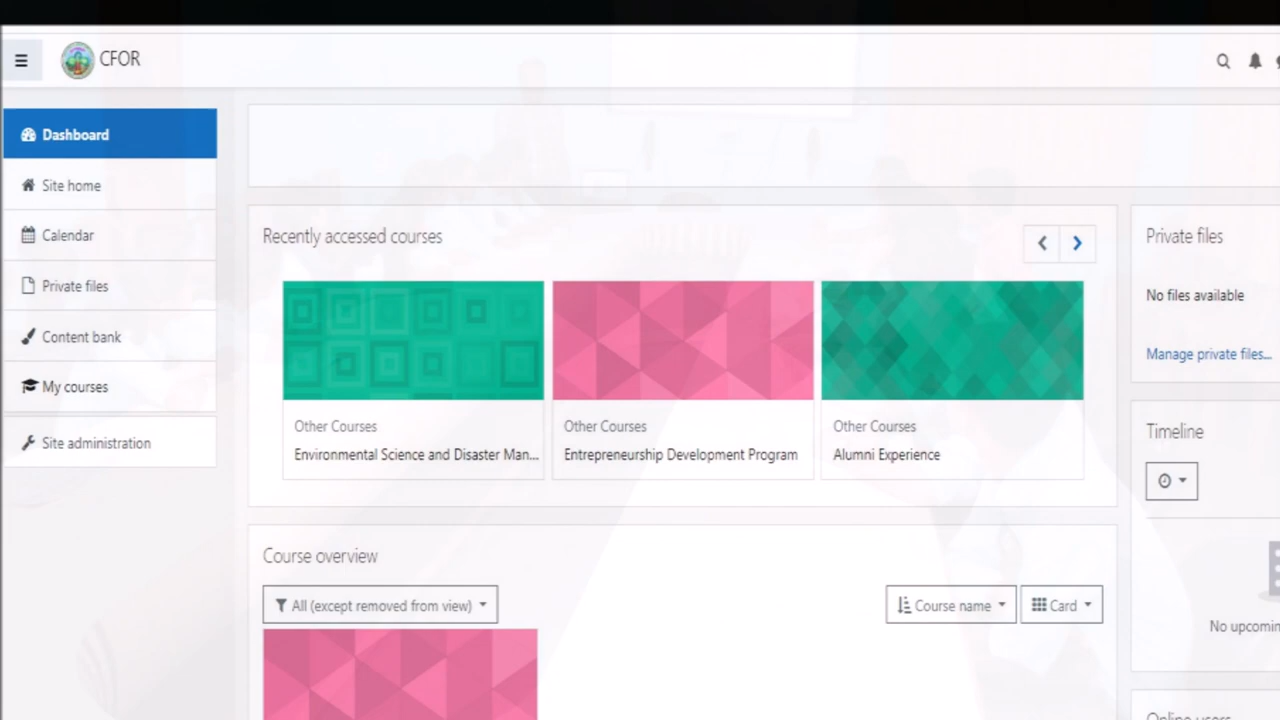 CFOR
Dashboard
Site home
Calendar
Private files
Content bank
My courses
Site administration
Recently accessed courses
Other Courses
Environmental Science and Disaster Man...
Other Courses
Entrepreneurship Development Program
Other Courses
Alumni Experience
Course overview
All (except removed from view)
Course name
Card
Private files
No files available
Manage private files...
Timeline
No upcomin
Online users